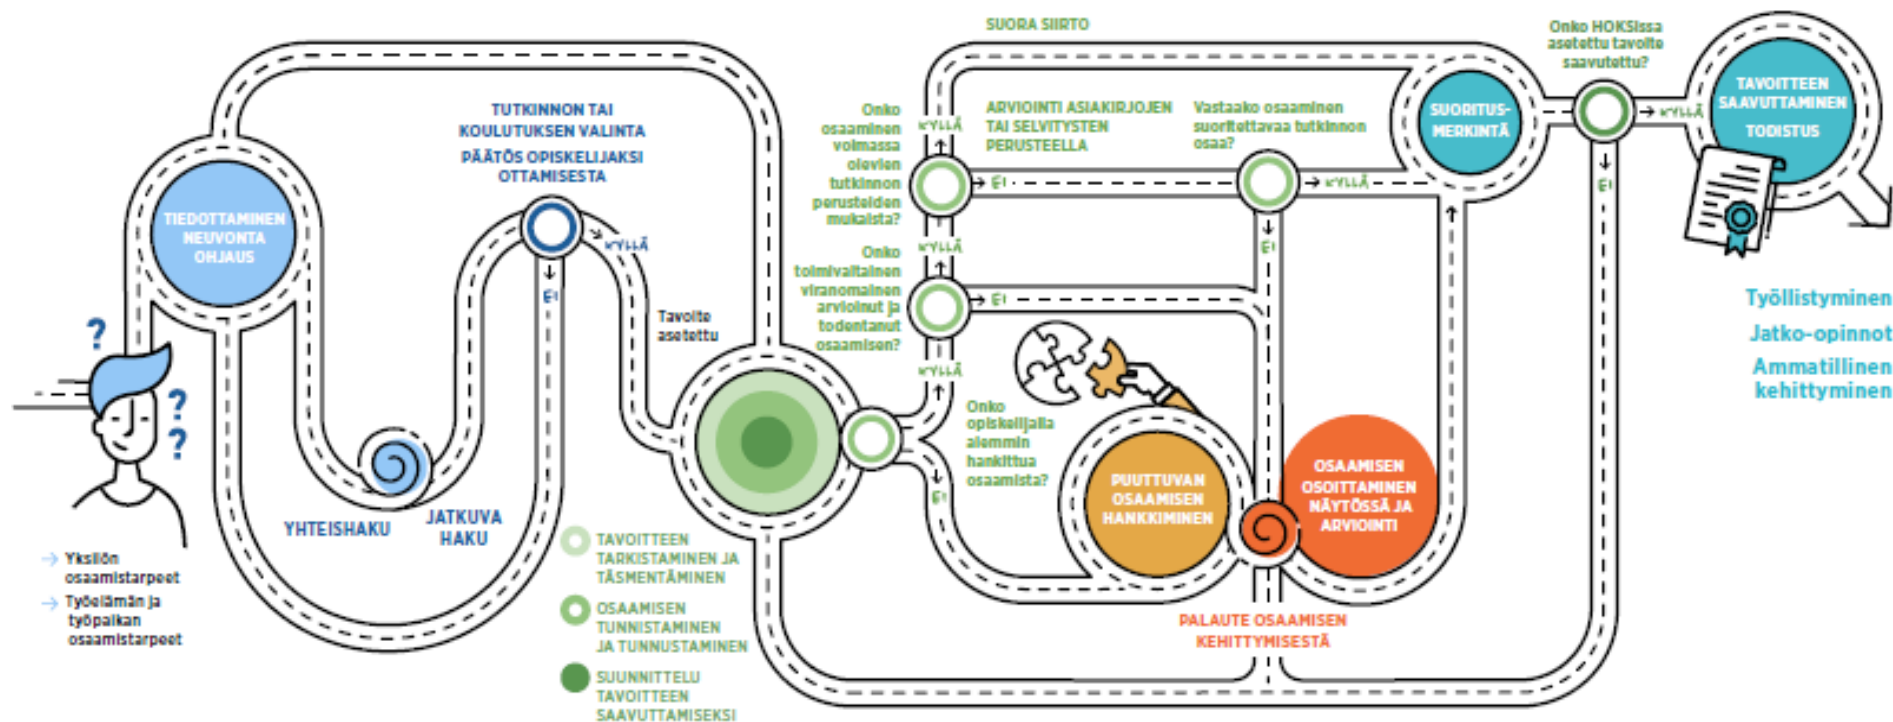 ?
?
?
TIEDOTTAMINEN
NEUVONTA
OHJAUS
→ Yksilön
osaamistarpeet
→ Työelämän ja
työpaikan
osaamistarpeet
YHTEISHAKU
JATKUVA
HAKU
TUTKINNON TAI
KOULUTUKSEN VALINTA
PÄÄTÖS OPISKELIJAKSI
OTTAMISESTA
KYLLÄ
EI
Tavoite
asetettu
TAVOITTEEN
TARKISTAMINEN JA
TÄSMENTÄMINEN
OSAAMISEN
TUNNISTAMINEN
JA TUNNUSTAMINEN
SUUNNITTELU
TAVOITTEEN
SAAVUTTAMISEKSI
Onko
opiskelijalla
aiemmin
hankittua
osaamista?
KYLLÄ
EI
Onko
toimivaltainen
viranomainen
arvioinut ja
todentanut
osaamisen?
KYLLÄ
EI
Onko
osaaminen
voimassa
olevien
tutkinnon
perusteiden
mukaista?
KYLLÄ
EI
SUORA SIIRTO
ARVIOINTI ASIAKIRJOJEN
TAI SELVITYSTEN
PERUSTEELLA
Vastaako osaaminen
suoritettavaa tutkinnon
osaa?
KYLLÄ
EI
PUUTTUVAN
OSAAMISEN
HANKKIMINEN
OSAAMISEN
OSOITTAMINEN
NÄYTÖSSÄ JA
ARVIOINTI
PALAUTE OSAAMISEN
KEHITTYMISESTÄ
SUORITUS-
MERKINTÄ
Onko HOKSissa
asetettu tavoite
saavutettu?
KYLLÄ
EI
TAVOITTEEN
SAAVUTTAMINEN
TODISTUS
Työllistyminen
Jatko-opinnot
Ammatillinen
kehittyminen